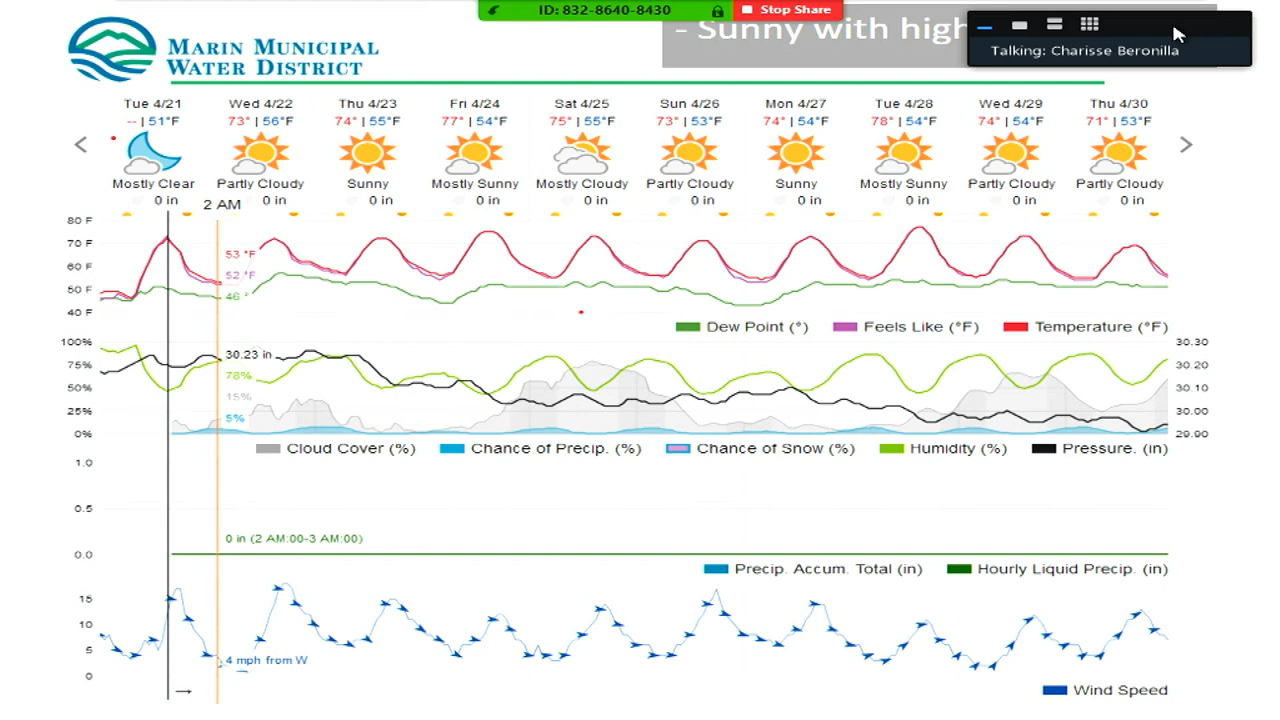 ID: 832-8640-8430
Stop Share
- Sunny with high
Talking: Charisse Beronilla
MARIN MUNICIPAL
WATER DISTRICT
Tue 4/21 Wed 4/22 Thu 4/23 Fri 4/24 Sat 4/25 Sun 4/26 Mon 4/27 Tue 4/28 Wed 4/29 Thu 4/30
-- | 51°F 73° | 56°F 74° | 55°F 77° | 54°F 75° | 55°F 73° | 53°F 74° | 54°F 78° | 54°F 74° | 54°F 71° | 53°F
Mostly Clear Partly Cloudy Sunny Mostly Sunny Mostly Cloudy Partly Cloudy Sunny Mostly Sunny Partly Cloudy Partly Cloudy
0 in 0 in 0 in 0 in 0 in 0 in 0 in 0 in 0 in 0 in
2 AM
80 F
70 F
60 F
50 F
40 F
53 °F
52 °F
46 °
Dew Point (°) Feels Like (°F) Temperature (°F)
100% 30.30
75% 30.20
50% 30.10
25% 30.00
0% 29.90
30.23 in
78%
15%
5%
Cloud Cover (%) Chance of Precip. (%) Chance of Snow (%) Humidity (%) Pressure. (in)
1.0
0.5
0.0
0 in (2 AM:00-3 AM:00)
Precip. Accum. Total (in) Hourly Liquid Precip. (in)
15
10
5
0
4 mph from W
Wind Speed